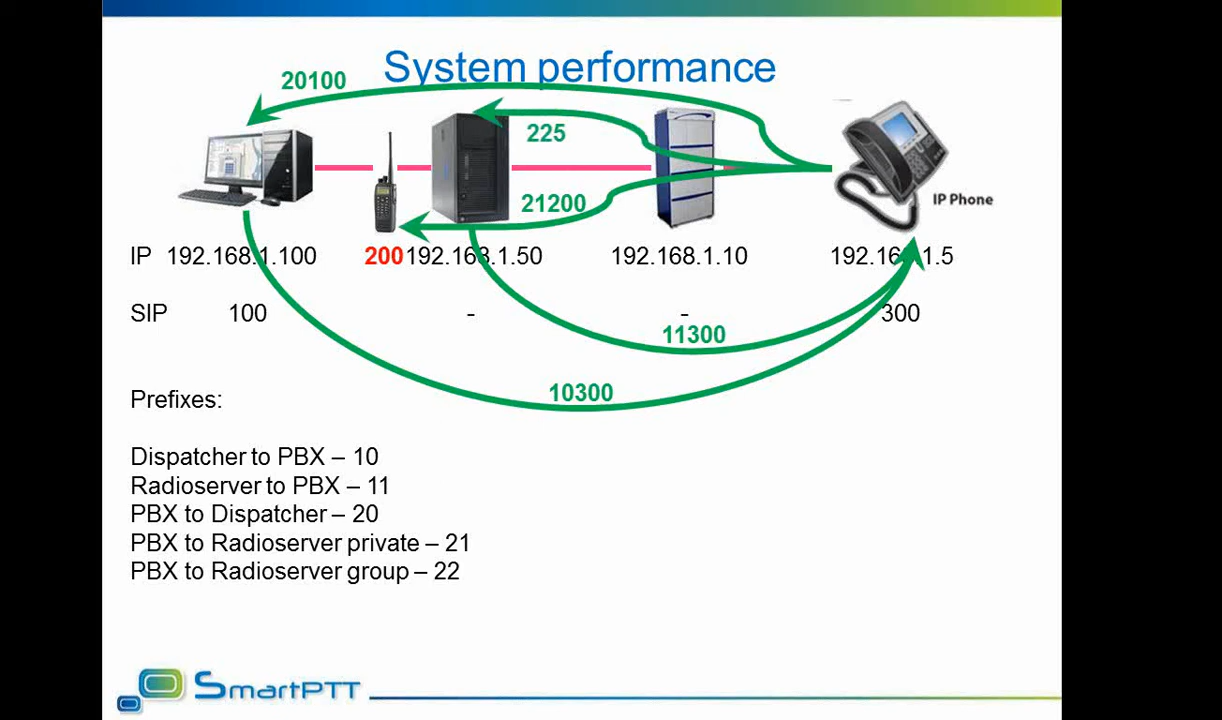 System performance
20100
225
21200
IP Phone
IP 192.168.1.100 200 192.168.1.50 192.168.1.10 192.168.1.5
SIP 100 - - 300
11300
10300
Prefixes:
Dispatcher to PBX – 10
Radioserver to PBX – 11
PBX to Dispatcher – 20
PBX to Radioserver private – 21
PBX to Radioserver group – 22
SmartPTT